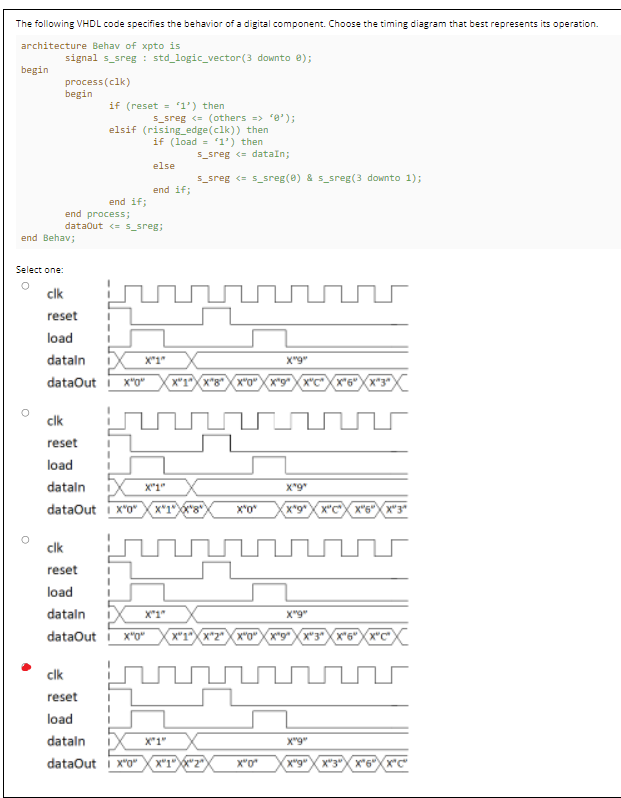 The following VHDL code specifies the behavior of a digital component. Choose the timing diagram that best represents its operation.
architecture Behav of xpto is
signal s_sreg : std_logic_vector(3 downto 0);
begin
process(clk)
begin
if (reset = ‘1’) then
s_sreg <= (others => ‘0’);
elsif (rising_edge(clk)) then
if (load = ‘1’) then
s_sreg <= dataIn;
else
s_sreg <= s_sreg(0) & s_sreg(3 downto 1);
end if;
end if;
end process;
dataOut <= s_sreg;
end Behav;
Select one:
clk
reset
load
dataIn X"1" X"9"
dataOut X"0" X"1" X"8" X"0" X"9" X"C" X"6" X"3"
clk
reset
load
dataIn X"1" X"9"
dataOut X"0" X"1" X"8" X"0" X"9" X"C" X"6" X"3"
clk
reset
load
dataIn X"1" X"9"
dataOut X"0" X"1" X"2" X"0" X"9" X"3" X"6" X"C"
clk
reset
load
dataIn X"1" X"9"
dataOut X"0" X"1" X"2" X"0" X"9" X"3" X"6" X"C"